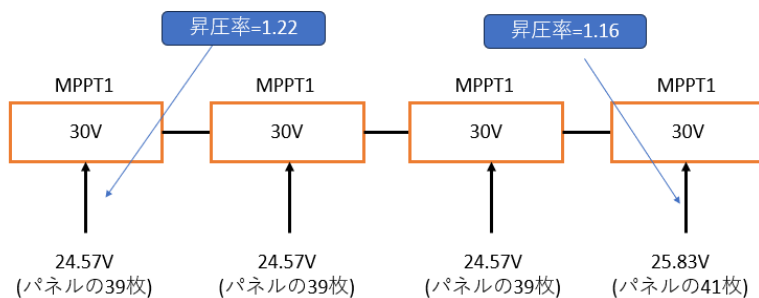 昇圧率=1.22
昇圧率=1.16
MPPT1
MPPT1
MPPT1
MPPT1
30V
30V
30V
30V
24.57V
(パネルの39枚)
24.57V
(パネルの39枚)
24.57V
(パネルの39枚)
25.83V
(パネルの41枚)